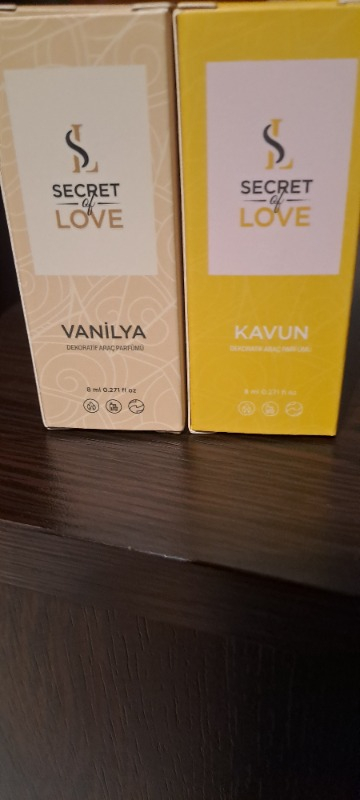 SL
SECRET
of
LOVE
VANİLYA
DEKORATİF ARAÇ PARFÜMÜ
8 ml 0.271 fl oz
SL
SECRET
of
LOVE
KAVUN
DEKORATİF ARAÇ PARFÜMÜ
8 ml 0.271 fl oz